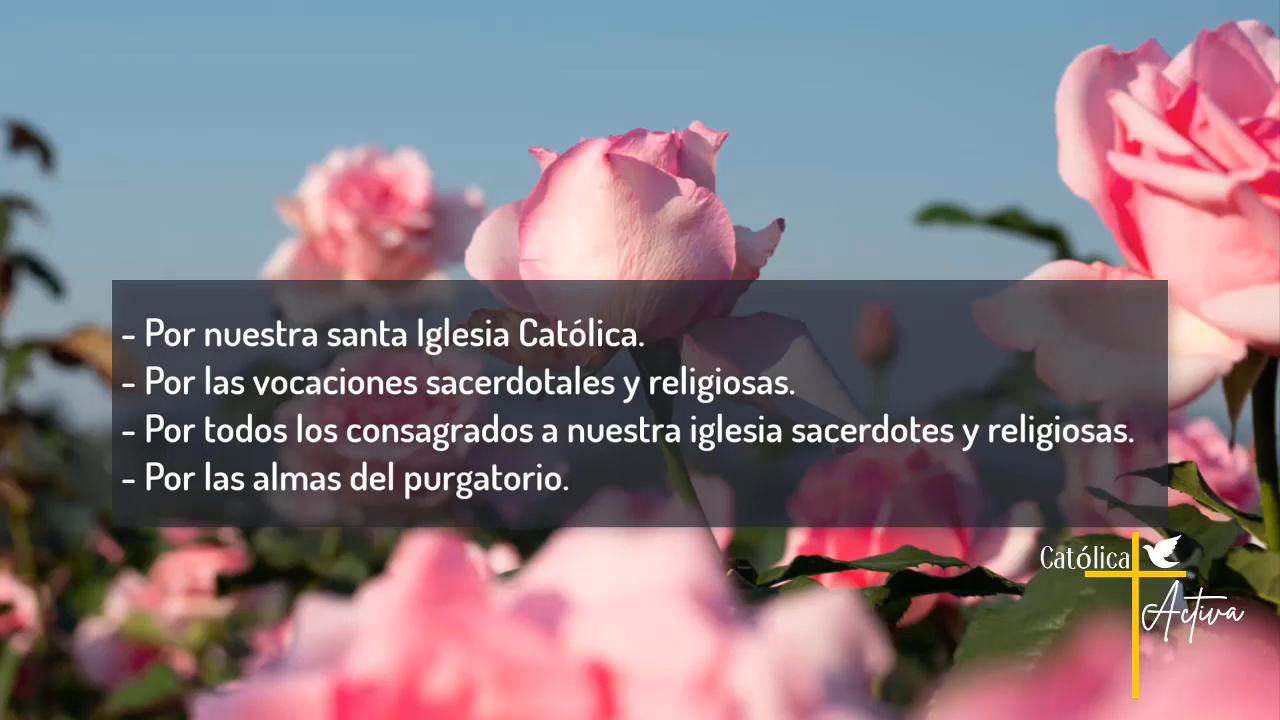 - Por nuestra santa Iglesia Católica.
- Por las vocaciones sacerdotales y religiosas.
- Por todos los consagrados a nuestra iglesia sacerdotes y religiosas.
- Por las almas del purgatorio.
Católica
Activa